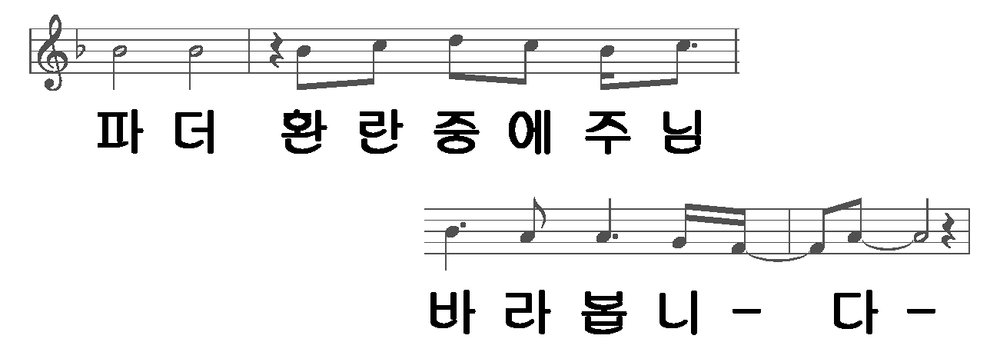 파 더 환 란 중 에 주 님
바 라 봅 니 - 다 -